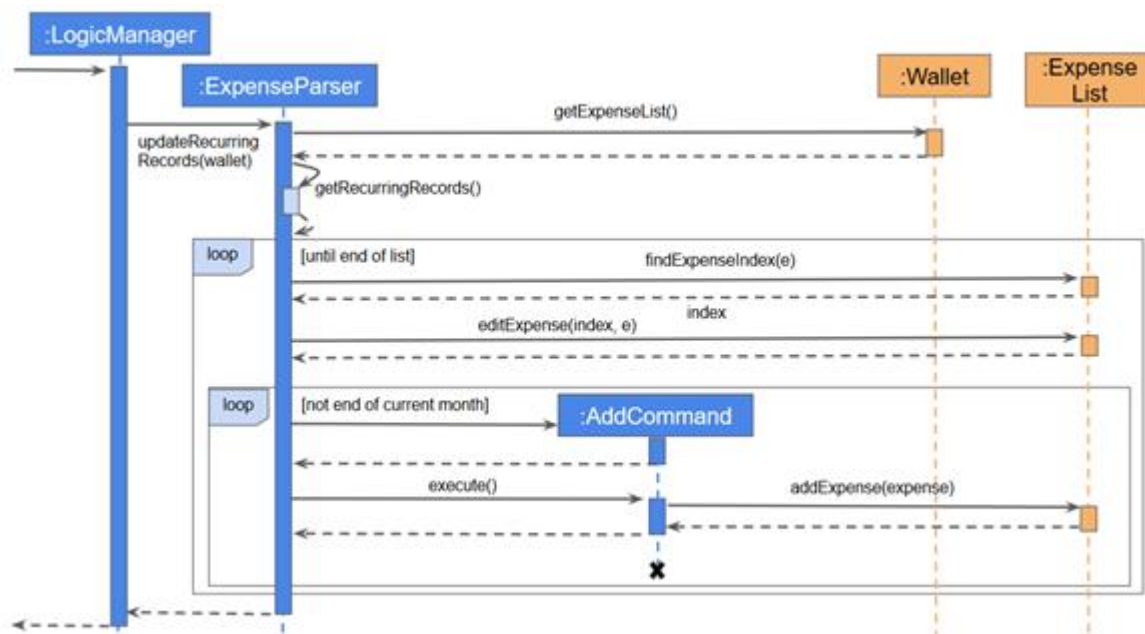 :LogicManager
:ExpenseParser
:Wallet
:Expense
List
getExpenseList()
updateRecurring
Records(wallet)
getRecurringRecords()
loop
[until end of list]
findExpenseIndex(e)
index
editExpense(index, e)
loop
[not end of current month]
:AddCommand
execute()
addExpense(expense)